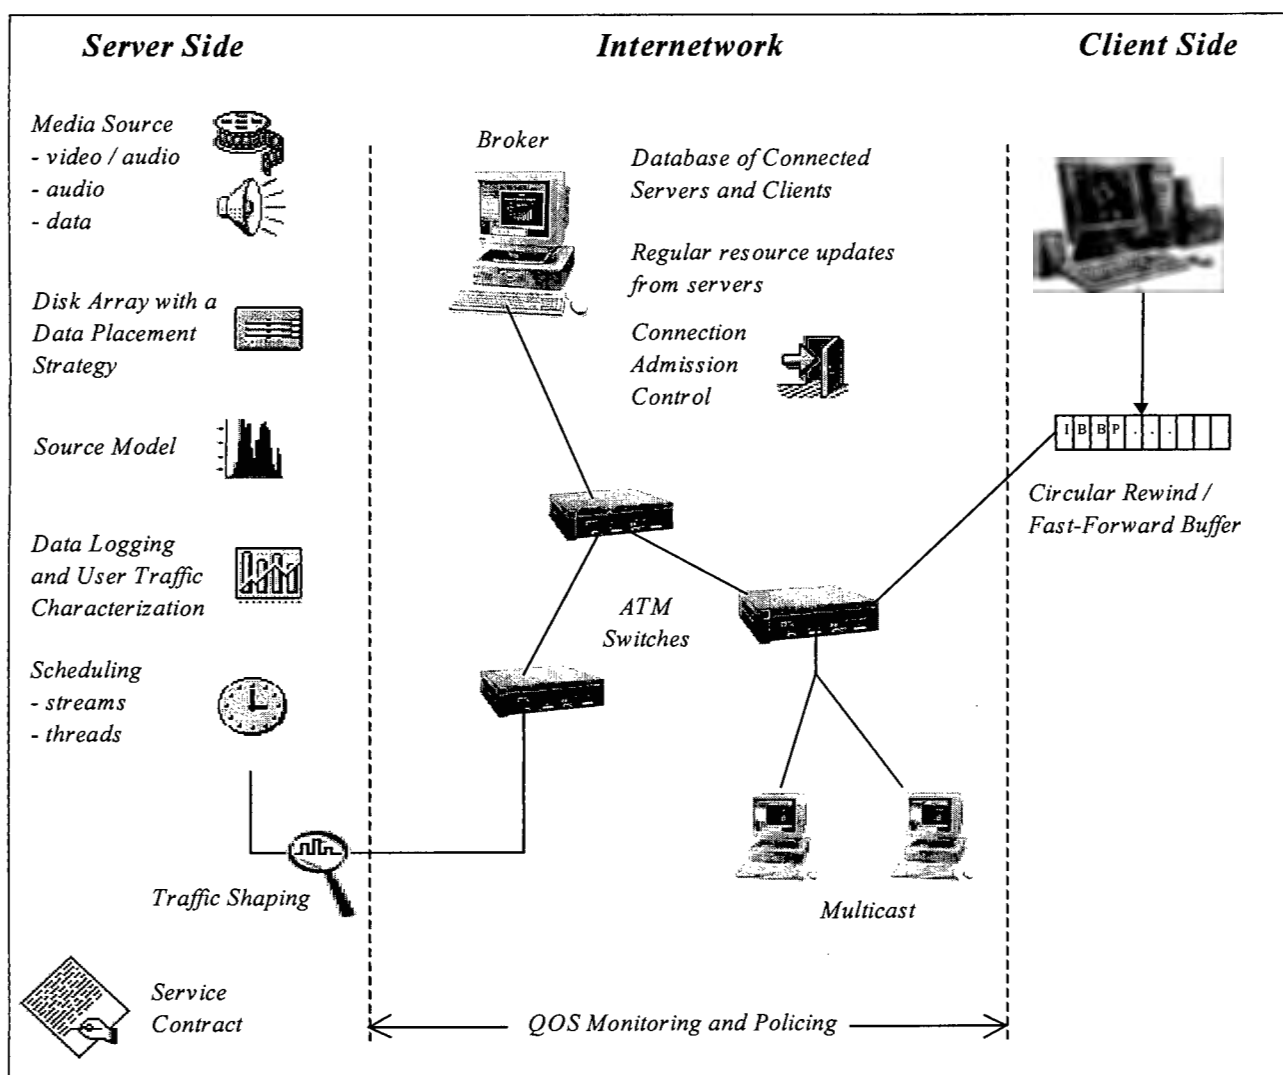 Server Side
Internetwork
Client Side
Media Source
- video / audio
- audio
- data
Disk Array with a
Data Placement
Strategy
Source Model
Data Logging
and User Traffic
Characterization
Scheduling
- streams
- threads
Traffic Shaping
Service
Contract
Broker
Database of Connected
Servers and Clients
Regular resource updates
from servers
Connection
Admission
Control
ATM
Switches
Multicast
QOS Monitoring and Policing
I B B P . . .
Circular Rewind /
Fast-Forward Buffer